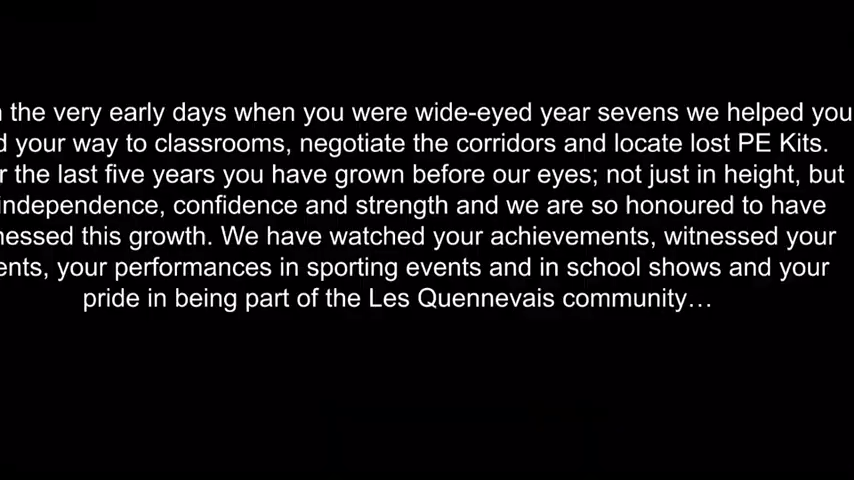 the very early days when you were wide-eyed year sevens we helped you
your way to classrooms, negotiate the corridors and locate lost PE Kits.
the last five years you have grown before our eyes; not just in height, but
independence, confidence and strength and we are so honoured to have
this growth. We have watched your achievements, witnessed your
your performances in sporting events and in school shows and your
pride in being part of the Les Quennevais community…